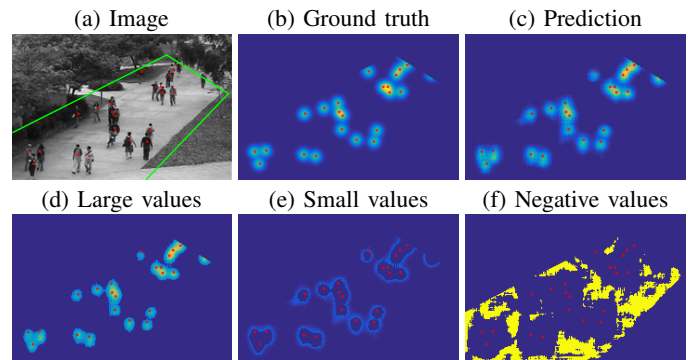 (a) Image
(b) Ground truth
(c) Prediction
(d) Large values
(e) Small values
(f) Negative values